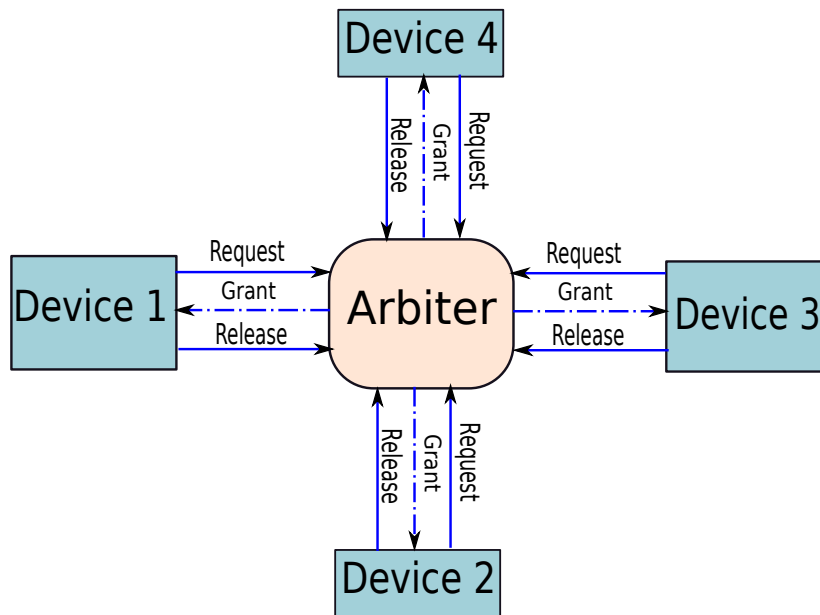 Device 4
Release
Grant
Request
Device 1
Request
Grant
Release
Arbiter
Request
Grant
Release
Device 3
Release
Grant
Request
Device 2